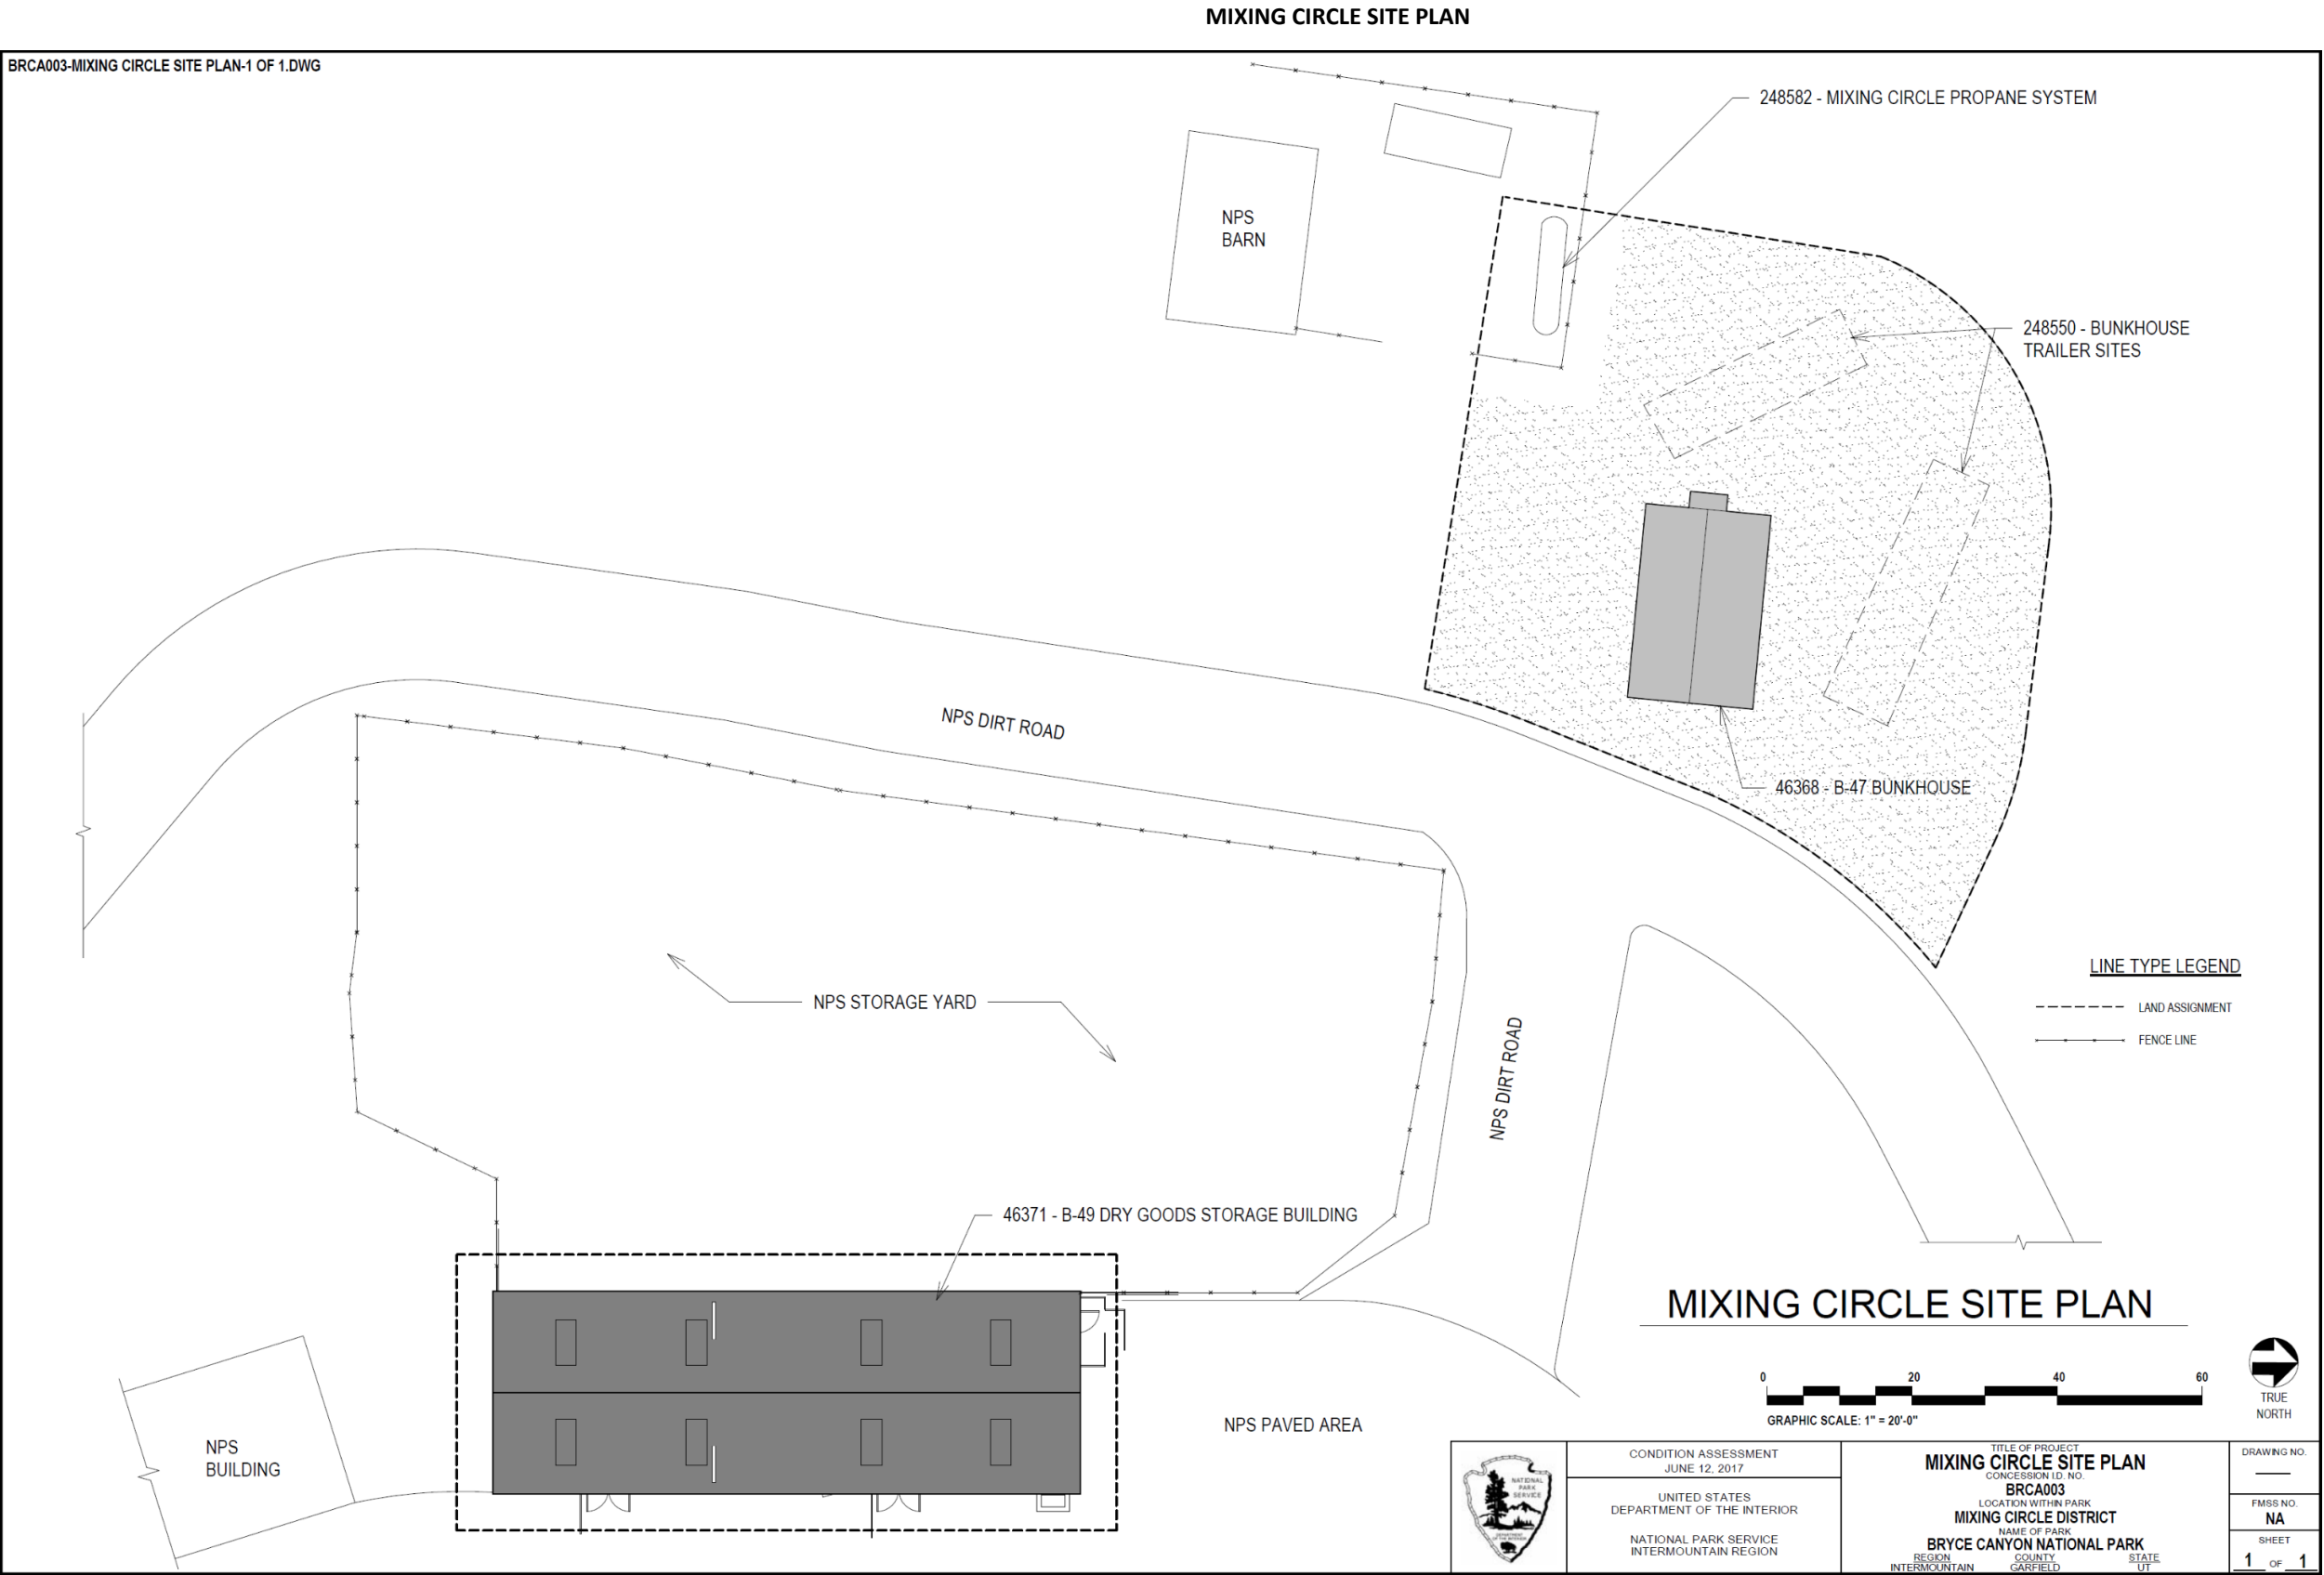 MIXING CIRCLE SITE PLAN
BRCA003-MIXING CIRCLE SITE PLAN-1 OF 1.DWG
248582 - MIXING CIRCLE PROPANE SYSTEM
NPS
BARN
248550 - BUNKHOUSE
TRAILER SITES
NPS DIRT ROAD
46368 - B-47 BUNKHOUSE
LINE TYPE LEGEND
LAND ASSIGNMENT
FENCE LINE
NPS STORAGE YARD
NPS DIRT ROAD
46371 - B-49 DRY GOODS STORAGE BUILDING
MIXING CIRCLE SITE PLAN
0 20 40 60
GRAPHIC SCALE: 1" = 20'-0"
TRUE
NORTH
NPS PAVED AREA
NPS
BUILDING
NATIONAL
PARK
SERVICE
CONDITION ASSESSMENT
JUNE 12, 2017
UNITED STATES
DEPARTMENT OF THE INTERIOR
NATIONAL PARK SERVICE
INTERMOUNTAIN REGION
TITLE OF PROJECT
MIXING CIRCLE SITE PLAN
CONCESSION I.D. NO.
BRCA003
LOCATION WITHIN PARK
MIXING CIRCLE DISTRICT
NAME OF PARK
BRYCE CANYON NATIONAL PARK
REGION COUNTY STATE
INTERMOUNTAIN GARFIELD UT
DRAWING NO.
FMSS NO.
NA
SHEET
1 OF 1